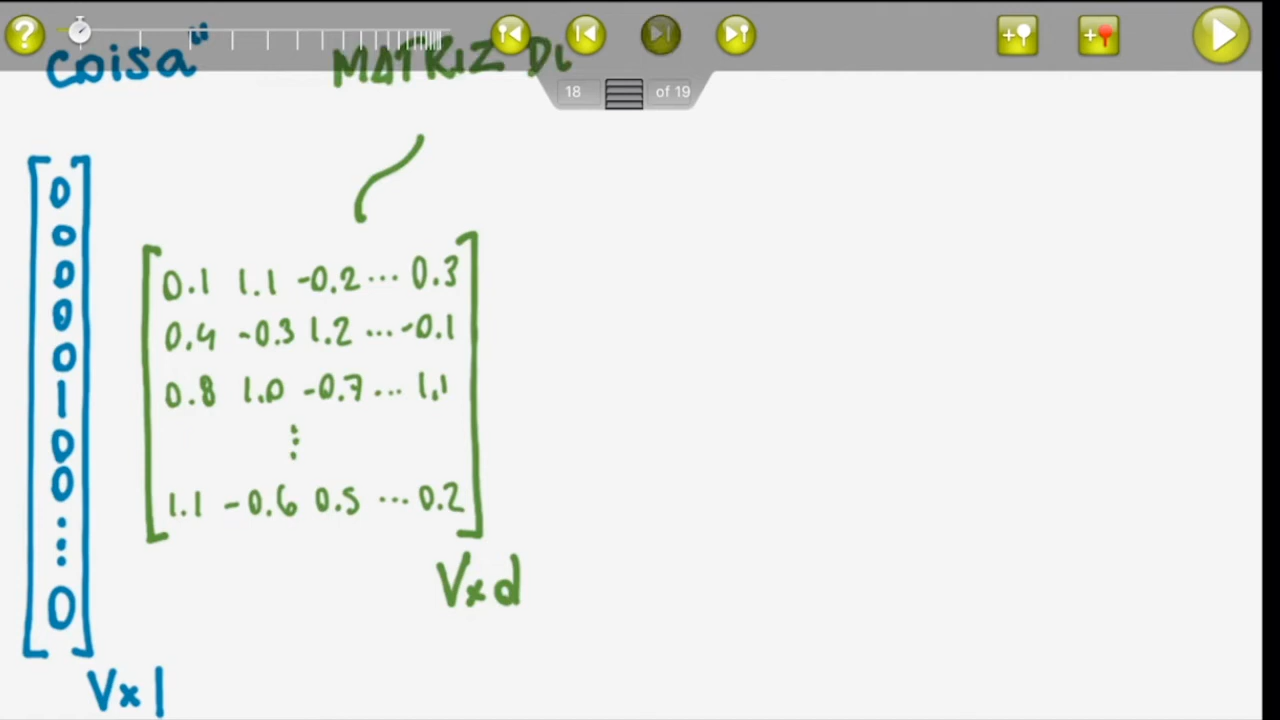 coisa"
MATRIZ DE
18 of 19
0
0
0
0
0
1
0
0
⋮
0
Vx1
0.1 1.1 -0.2 ... 0.3
0.4 -0.3 1.2 ... -0.1
0.8 1.0 -0.7 ... 1.1
⋮
1.1 -0.6 0.5 ... 0.2
Vxd